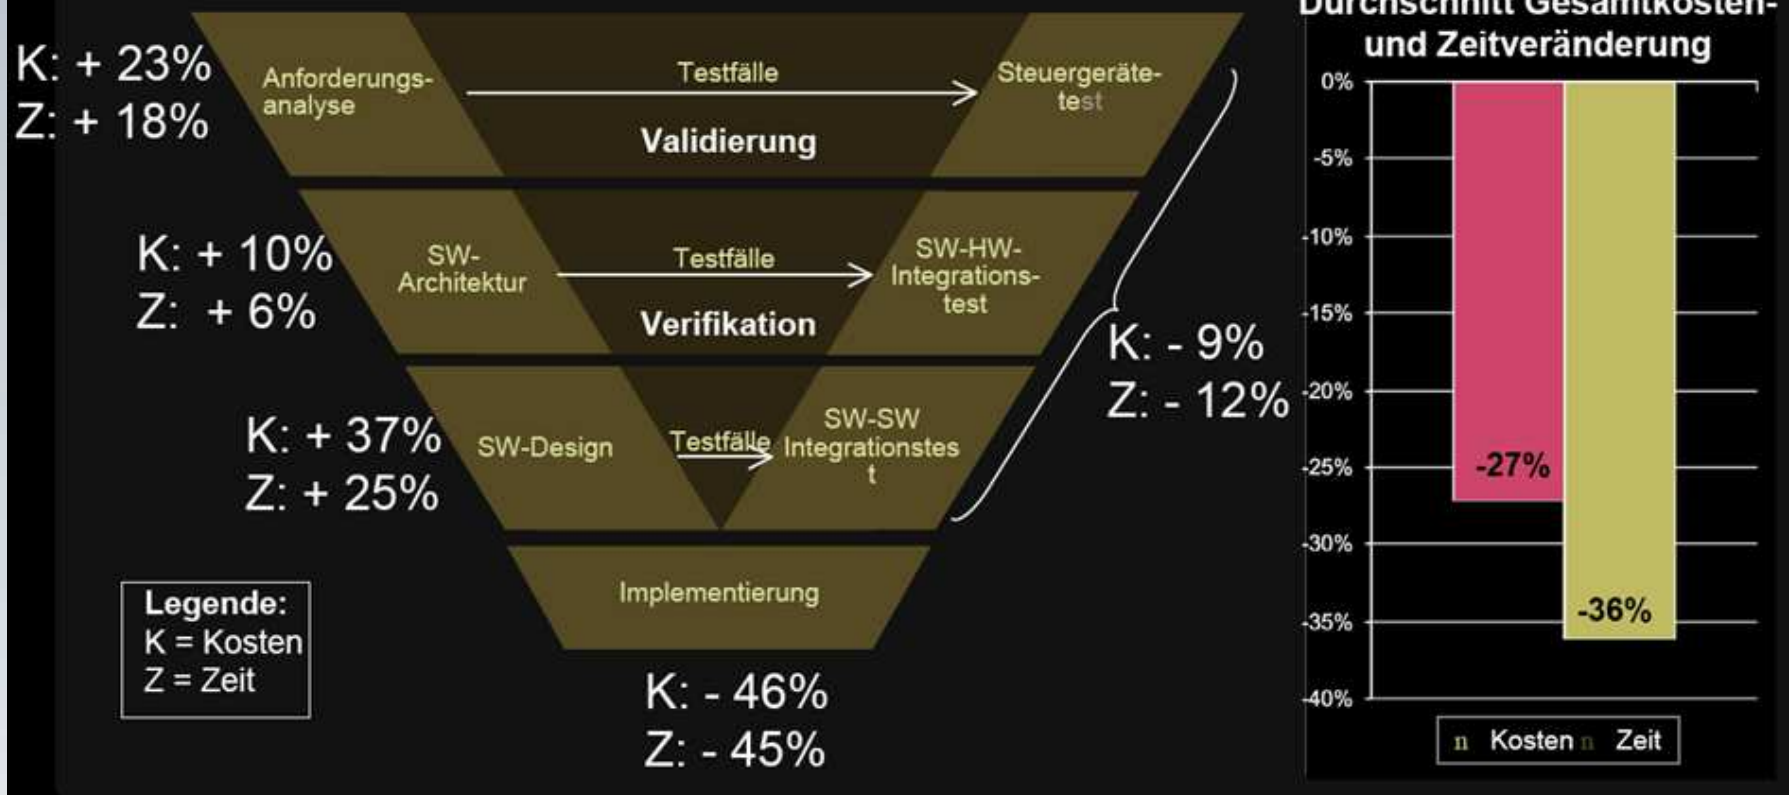 K: + 23%
Z: + 18%
Anforderungs-
analyse
Testfälle
Validierung
Steuergeräte-
test
K: + 10%
Z: + 6%
SW-
Architektur
Testfälle
Verifikation
SW-HW-
Integrations-
test
K: - 9%
Z: - 12%
K: + 37%
Z: + 25%
SW-Design
Testfälle
SW-SW
Integrationstes
t
Implementierung
K: - 46%
Z: - 45%
Legende:
K = Kosten
Z = Zeit
Durchschnitt Gesamtkosten-
und Zeitveränderung
0%
-5%
-10%
-15%
-20%
-25%
-30%
-35%
-40%
-27%
-36%
n Kosten n Zeit